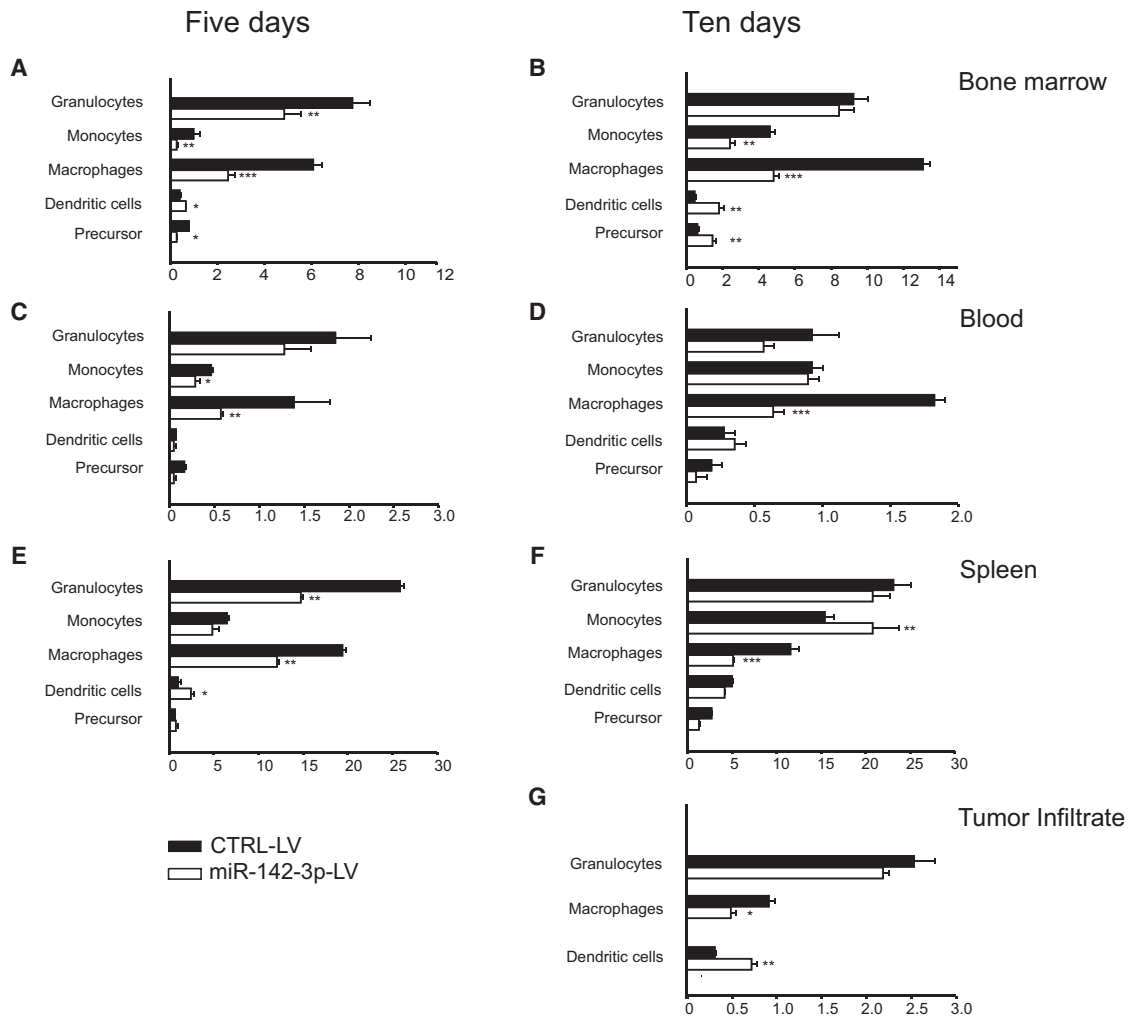 Five days
Ten days
A
Granulocytes
**
Monocytes
**
Macrophages
***
Dendritic cells
*
Precursor
*
0 2 4 6 8 10 12
B
Bone marrow
Granulocytes
Monocytes
**
Macrophages
***
Dendritic cells
**
Precursor
**
0 2 4 6 8 10 12 14
C
Granulocytes
Monocytes
*
Macrophages
**
Dendritic cells
Precursor
0 0.5 1.0 1.5 2.0 2.5 3.0
D
Blood
Granulocytes
Monocytes
Macrophages
***
Dendritic cells
Precursor
0 0.5 1.0 1.5 2.0
E
Granulocytes
**
Monocytes
Macrophages
**
Dendritic cells
*
Precursor
0 5 10 15 20 25 30
F
Spleen
Granulocytes
Monocytes
**
Macrophages
***
Dendritic cells
Precursor
0 5 10 15 20 25 30
CTRL-LV
miR-142-3p-LV
G
Tumor Infiltrate
Granulocytes
Macrophages
*
Dendritic cells
**
0 0.5 1.0 1.5 2.0 2.5 3.0